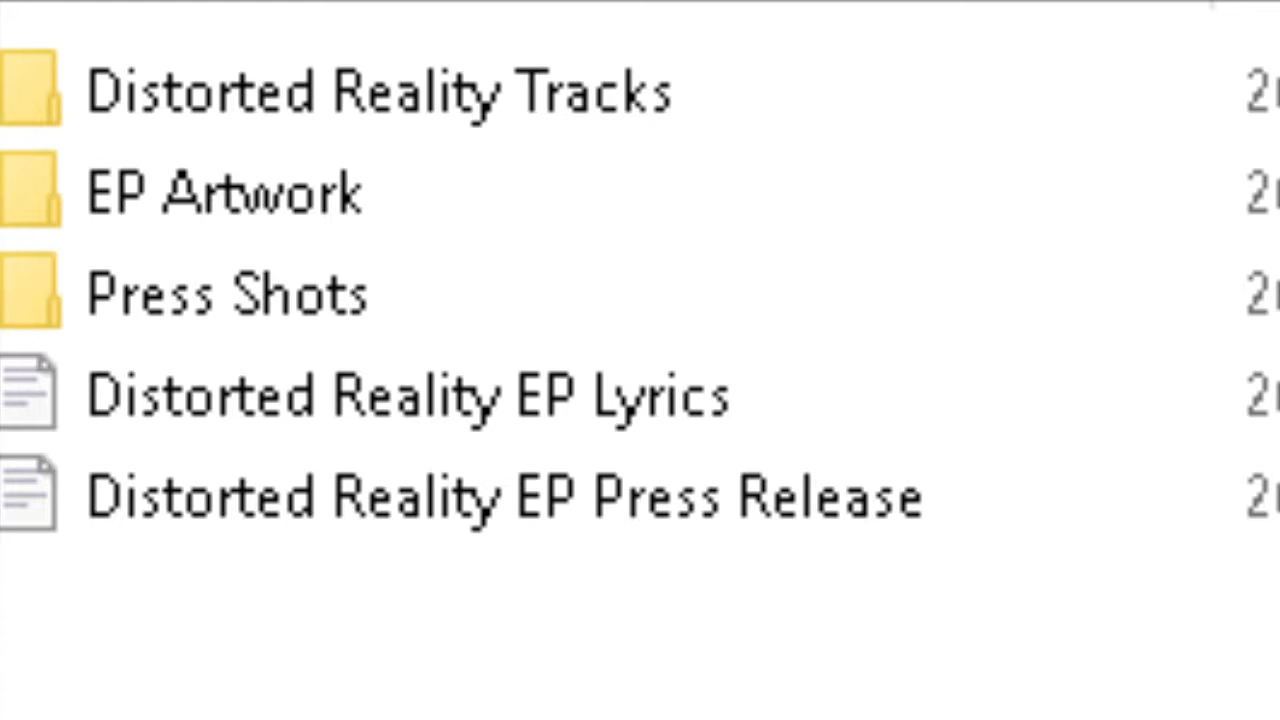 Distorted Reality Tracks
EP Artwork
Press Shots
Distorted Reality EP Lyrics
Distorted Reality EP Press Release